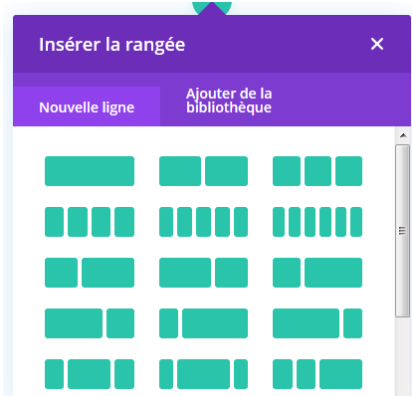 Insérer la rangée
Nouvelle ligne
Ajouter de la
bibliothèque